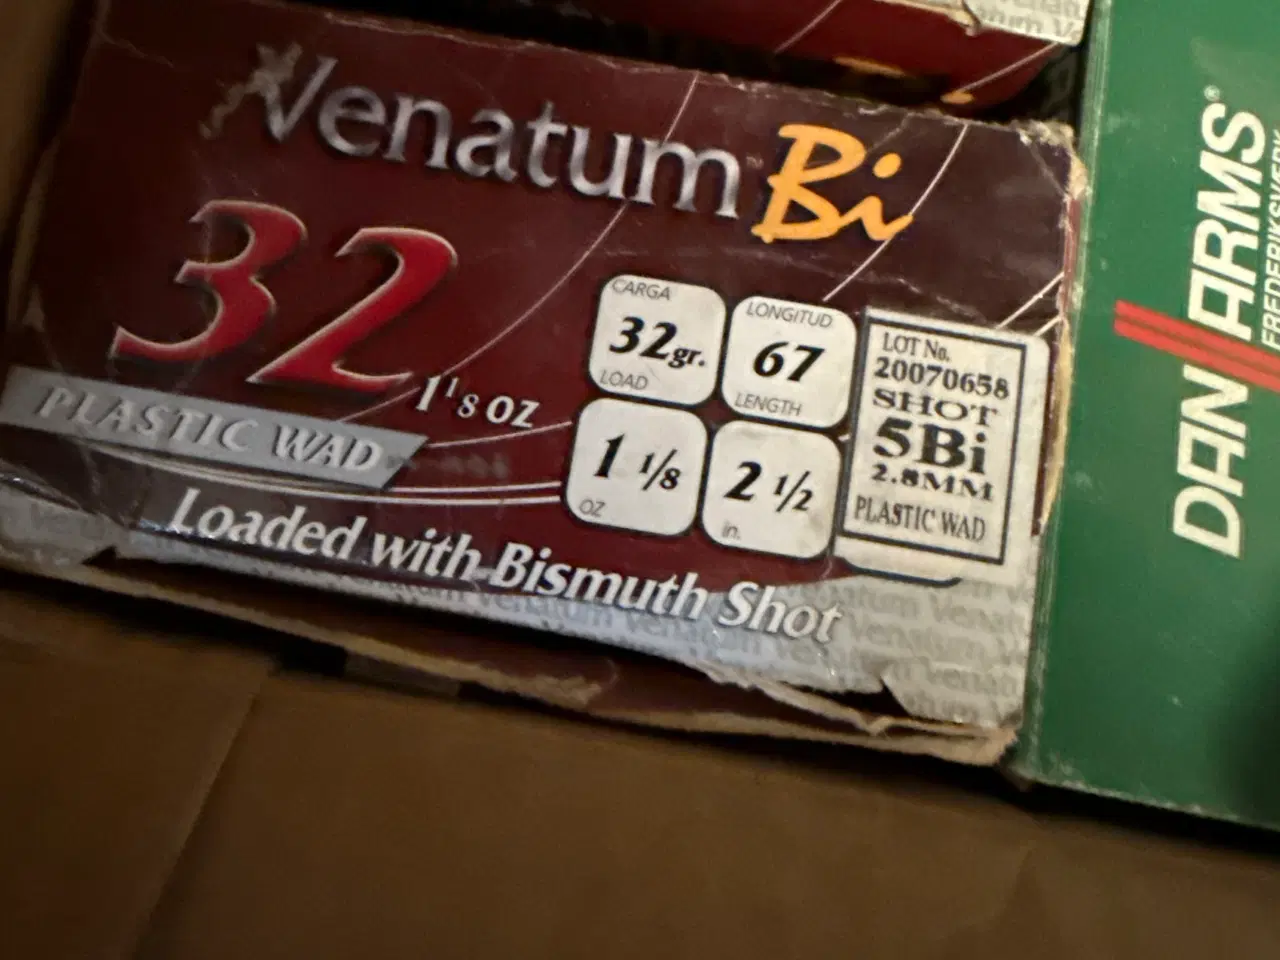 Venatum Bi
32
1 1/8 OZ
PLASTIC WAD
Loaded with Bismuth Shot
CARGA
32gr.
LOAD
LONGITUD
67
LENGTH
1 1/8
OZ
2 1/2
in.
LOT No.
20070658
SHOT
5Bi
2.8MM
PLASTIC WAD
DAN ARMS®
FREDERIKSVÆRK